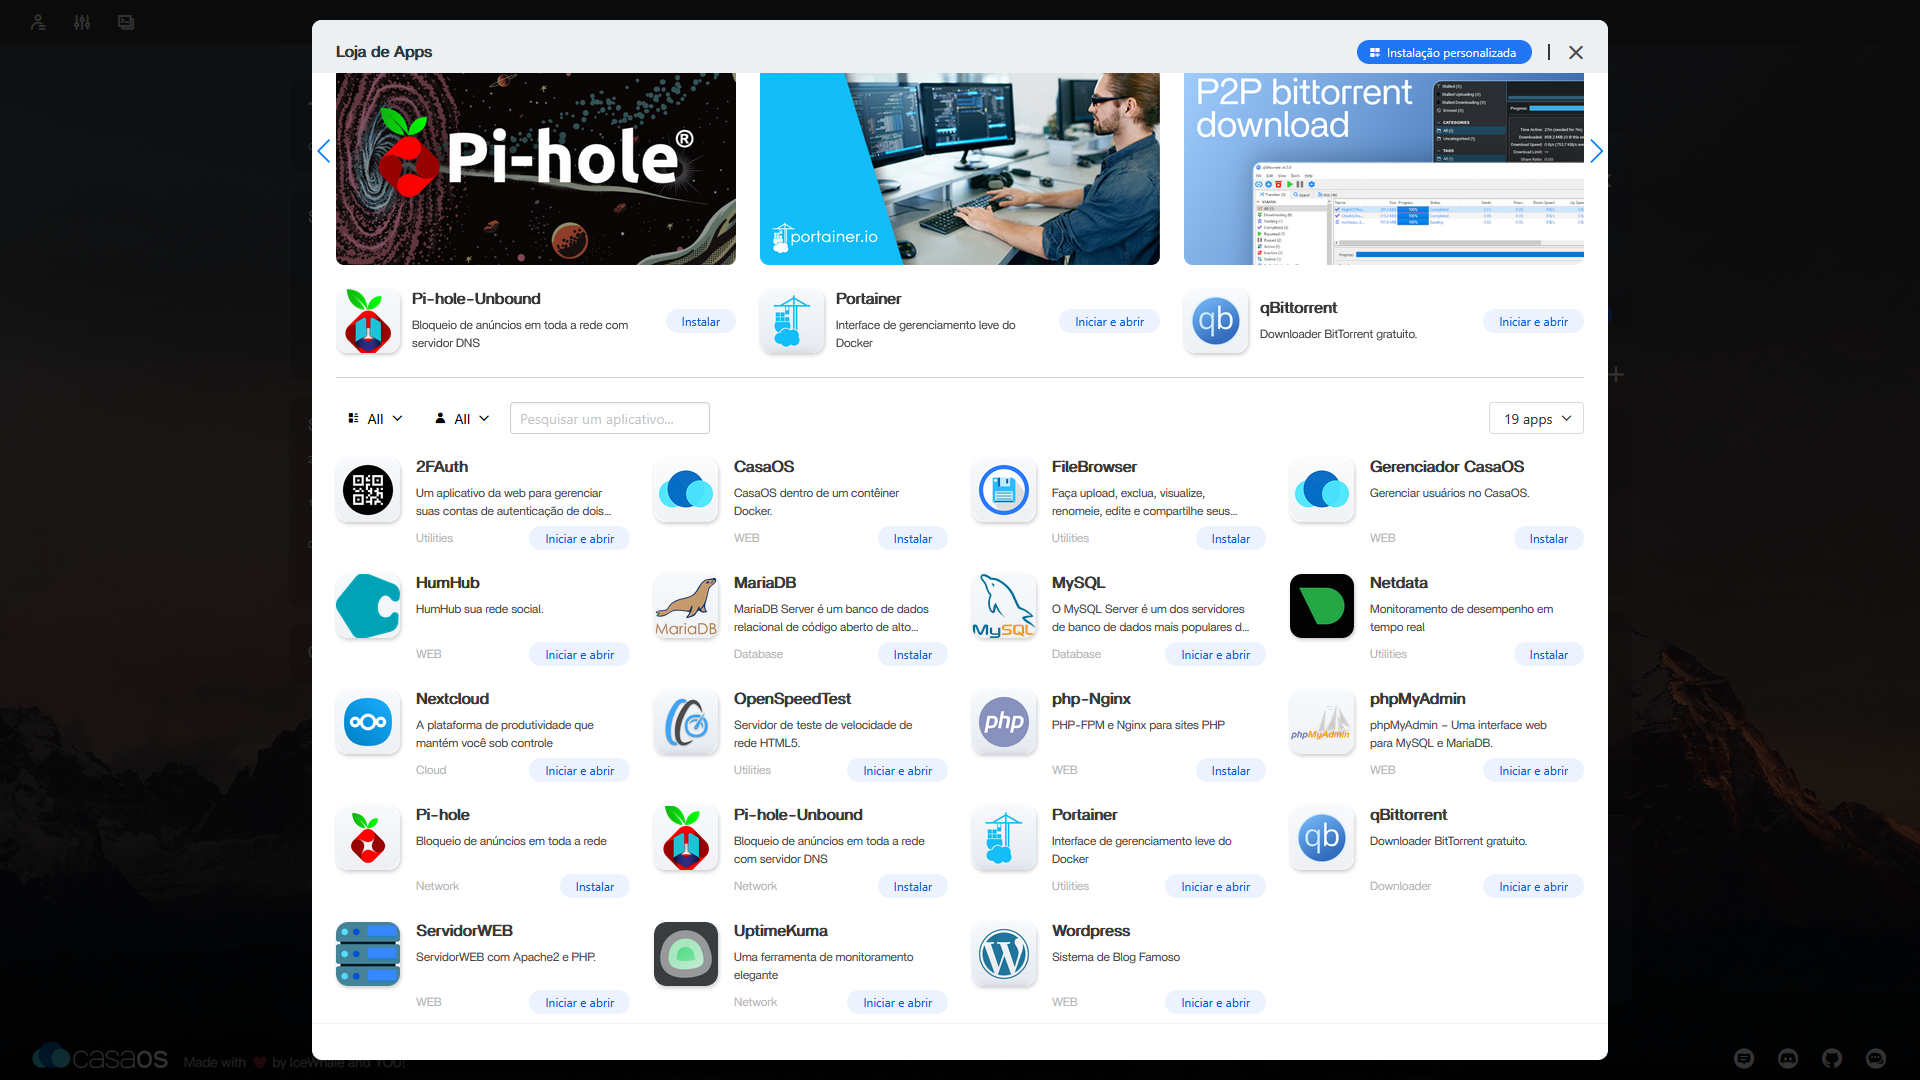 Loja de Apps
Instalação personalizada
Pi-hole®
portainer.io
P2P bittorrent
download
Pi-hole-Unbound
Bloqueio de anúncios em toda a rede com
servidor DNS
Instalar
Portainer
Interface de gerenciamento leve do
Docker
Iniciar e abrir
qb
qBittorrent
Downloader BitTorrent gratuito.
Iniciar e abrir
All
All
Pesquisar um aplicativo...
19 apps
2FAuth
Um aplicativo da web para gerenciar
suas contas de autenticação de dois...
Utilities
Iniciar e abrir
CasaOS
CasaOS dentro de um contêiner
Docker.
WEB
Instalar
FileBrowser
Faça upload, exclua, visualize,
renomeie, edite e compartilhe seus...
Utilities
Instalar
Gerenciador CasaOS
Gerenciar usuários no CasaOS.
WEB
Instalar
HumHub
HumHub sua rede social.
WEB
Iniciar e abrir
MariaDB
MariaDB
MariaDB Server é um banco de dados
relacional de código aberto de alto...
Database
Instalar
MySQL
MySQL
O MySQL Server é um dos servidores
de banco de dados mais populares d...
Database
Iniciar e abrir
Netdata
Monitoramento de desempenho em
tempo real
Utilities
Instalar
Nextcloud
A plataforma de produtividade que
mantém você sob controle
Cloud
Iniciar e abrir
OpenSpeedTest
Servidor de teste de velocidade de
rede HTML5.
Utilities
Iniciar e abrir
php
php-Nginx
PHP-FPM e Nginx para sites PHP
WEB
Instalar
phpMyAdmin
phpMyAdmin
phpMyAdmin - Uma interface web
para MySQL e MariaDB.
WEB
Iniciar e abrir
Pi-hole
Bloqueio de anúncios em toda a rede
Network
Instalar
Pi-hole-Unbound
Bloqueio de anúncios em toda a rede
com servidor DNS
Network
Instalar
Portainer
Interface de gerenciamento leve do
Docker
Utilities
Iniciar e abrir
qb
qBittorrent
Downloader BitTorrent gratuito.
Downloader
Iniciar e abrir
ServidorWEB
ServidorWEB com Apache2 e PHP.
WEB
Iniciar e abrir
UptimeKuma
Uma ferramenta de monitoramento
elegante
Network
Iniciar e abrir
Wordpress
Sistema de Blog Famoso
WEB
Iniciar e abrir
casaOS
Made with ❤ by IceWhale and YOU!